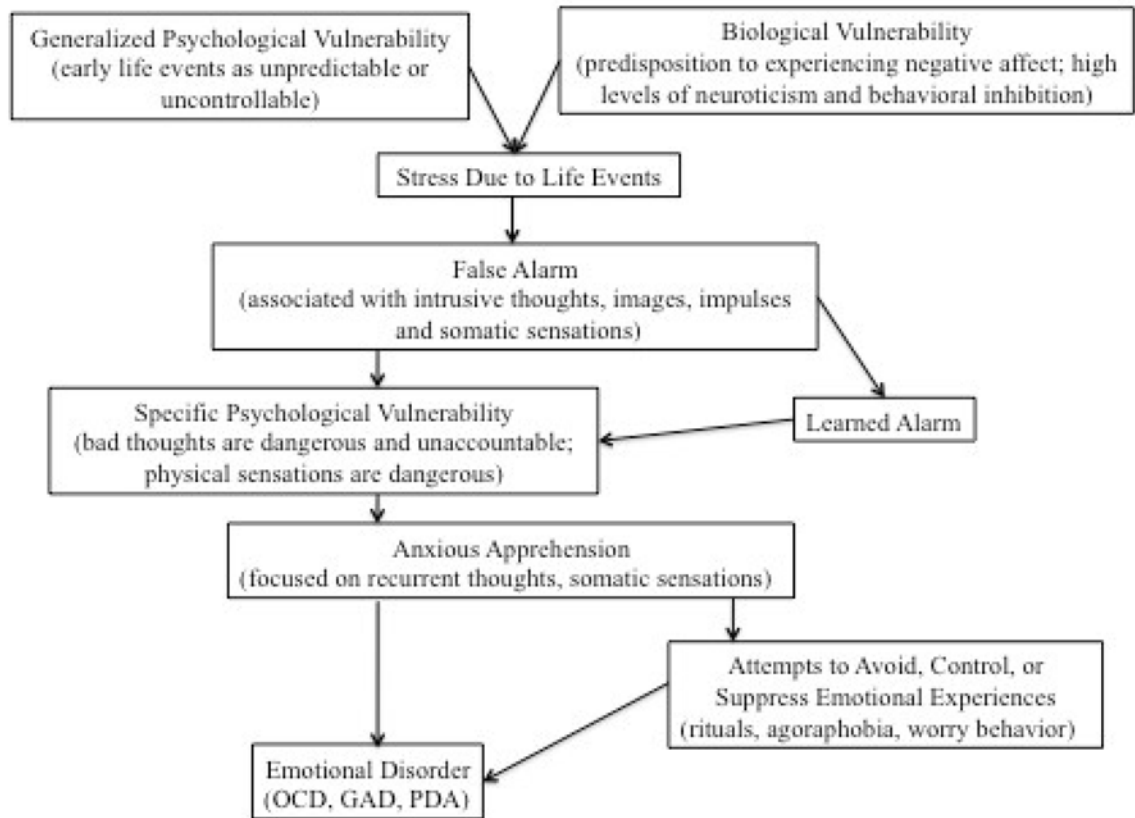 Generalized Psychological Vulnerability
(early life events as unpredictable or
uncontrollable)
Biological Vulnerability
(predisposition to experiencing negative affect; high
levels of neuroticism and behavioral inhibition)
Stress Due to Life Events
False Alarm
(associated with intrusive thoughts, images, impulses
and somatic sensations)
Specific Psychological Vulnerability
(bad thoughts are dangerous and unaccountable;
physical sensations are dangerous)
Learned Alarm
Anxious Apprehension
(focused on recurrent thoughts, somatic sensations)
Attempts to Avoid, Control, or
Suppress Emotional Experiences
(rituals, agoraphobia, worry behavior)
Emotional Disorder
(OCD, GAD, PDA)